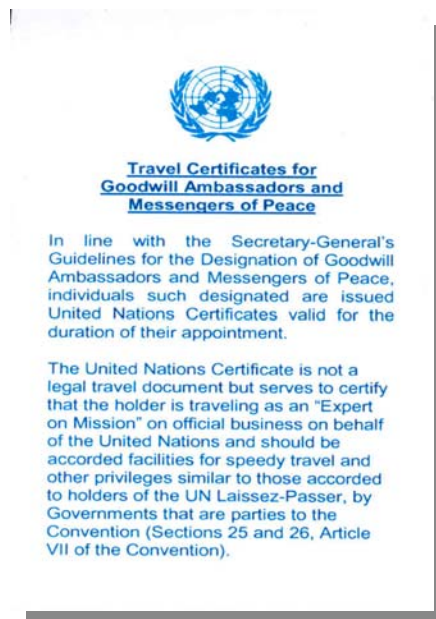 Travel Certificates for
Goodwill Ambassadors and
Messengers of Peace
In line with the Secretary-General's
Guidelines for the Designation of Goodwill
Ambassadors and Messengers of Peace,
individuals such designated are issued
United Nations Certificates valid for the
duration of their appointment.
The United Nations Certificate is not a
legal travel document but serves to certify
that the holder is traveling as an "Expert
on Mission" on official business on behalf
of the United Nations and should be
accorded facilities for speedy travel and
other privileges similar to those accorded
to holders of the UN Laissez-Passer, by
Governments that are parties to the
Convention (Sections 25 and 26, Article
VII of the Convention).